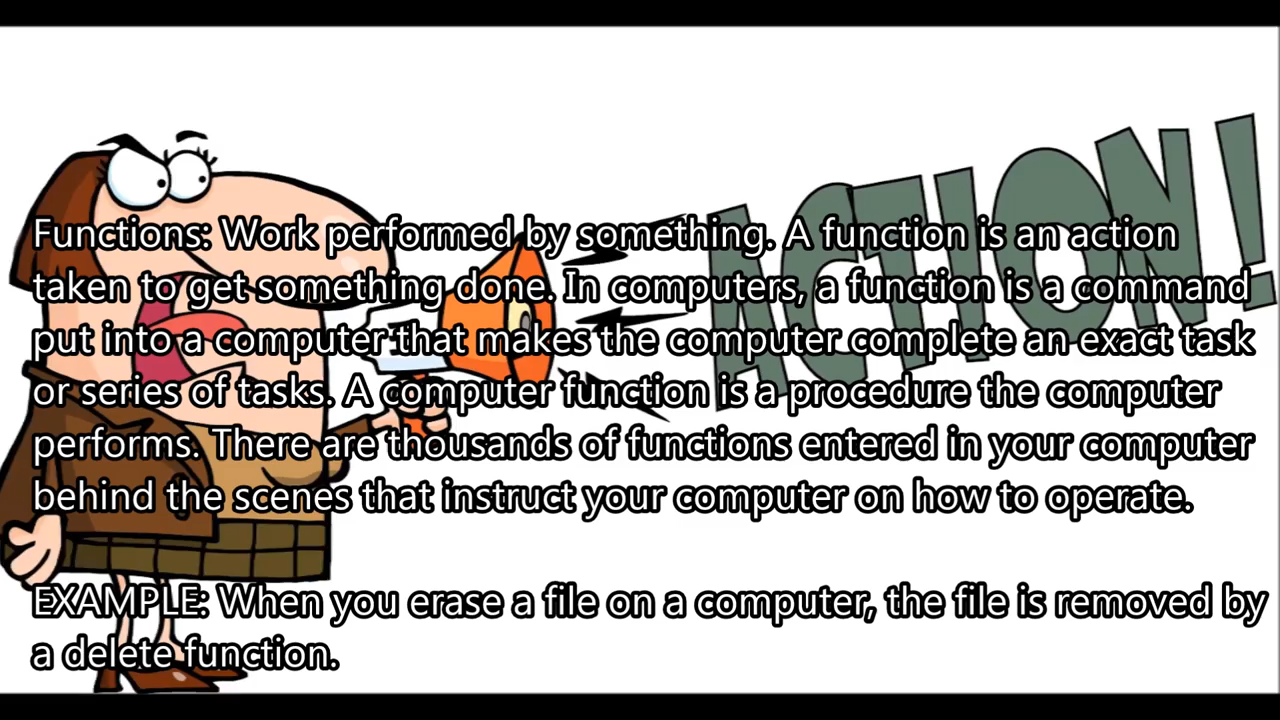 ACTION!
Functions: Work performed by something. A function is an action
taken to get something done. In computers, a function is a command
put into a computer that makes the computer complete an exact task
or series of tasks. A computer function is a procedure the computer
performs. There are thousands of functions entered in your computer
behind the scenes that instruct your computer on how to operate.
EXAMPLE: When you erase a file on a computer, the file is removed by
a delete function.